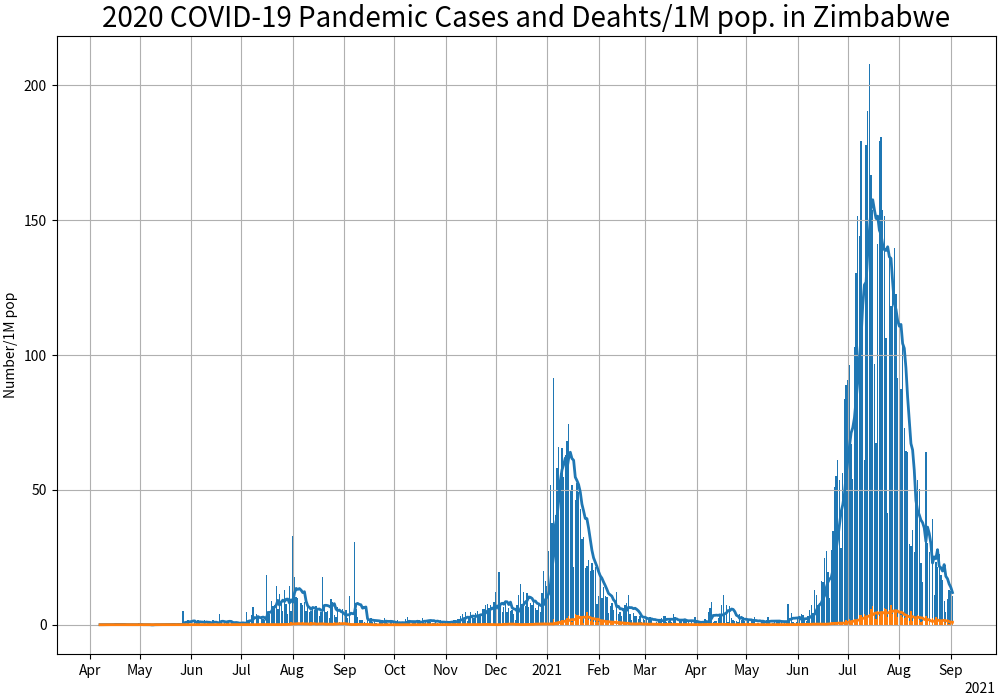 2020 COVID-19 Pandemic Cases and Deahts/1M pop. in Zimbabwe
Number/1M pop
200
150
100
50
0
Apr May Jun Jul Aug Sep Oct Nov Dec 2021 Feb Mar Apr May Jun Jul Aug Sep
2021